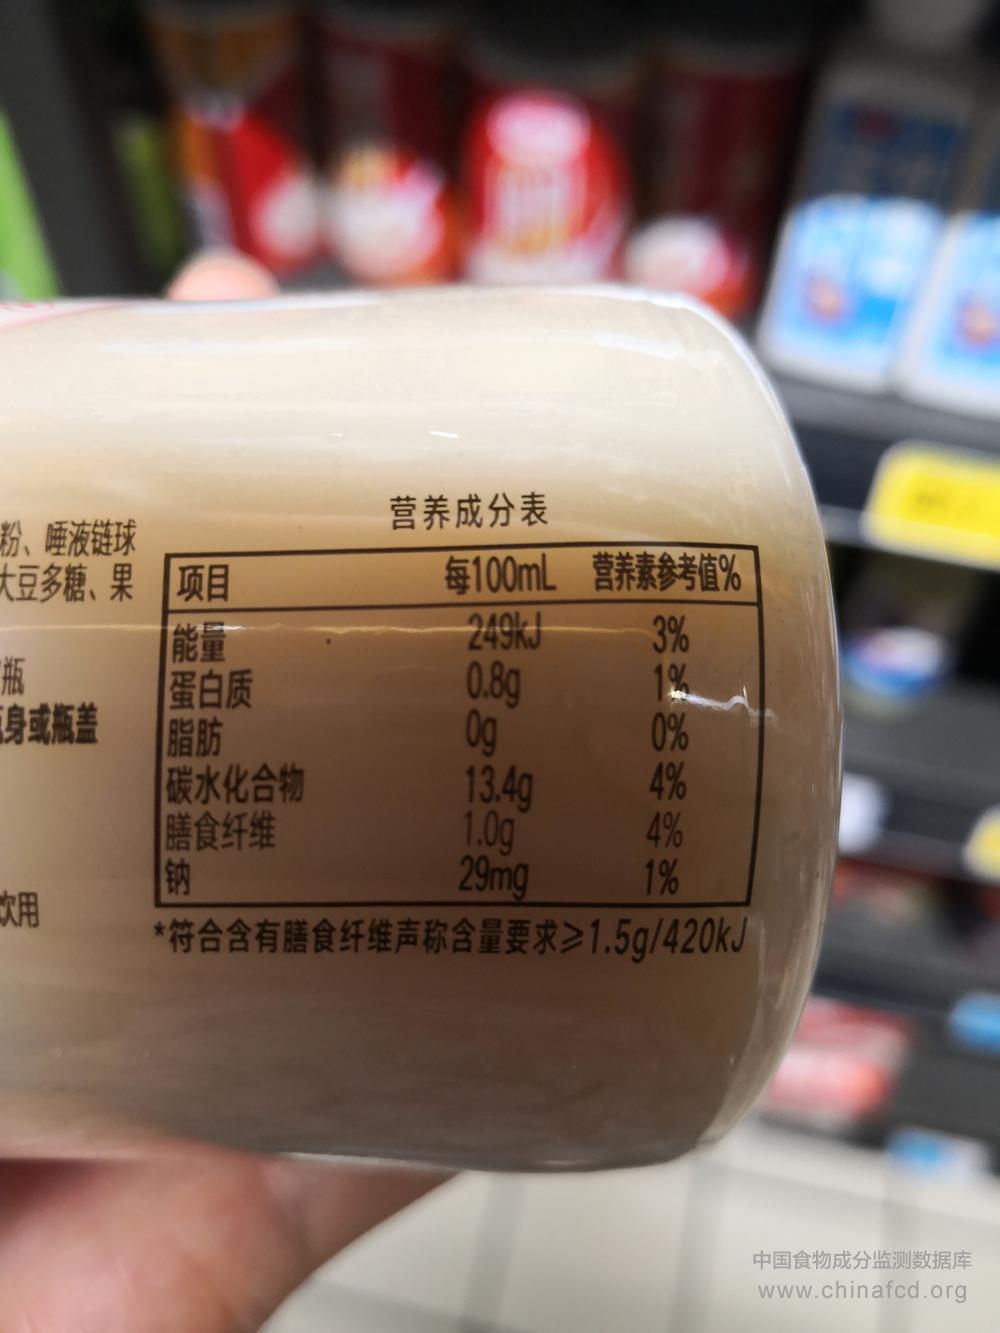 粉、唾液链球
大豆多糖、果
瓶
身或瓶盖
饮用
营养成分表
项目 每100mL 营养素参考值%
能量 249kJ 3%
蛋白质 0.8g 1%
脂肪 0g 0%
碳水化合物 13.4g 4%
膳食纤维 1.0g 4%
钠 29mg 1%
*符合含有膳食纤维声称含量要求≥1.5g/420kJ
中国食物成分监测数据库
www.chinafcd.org